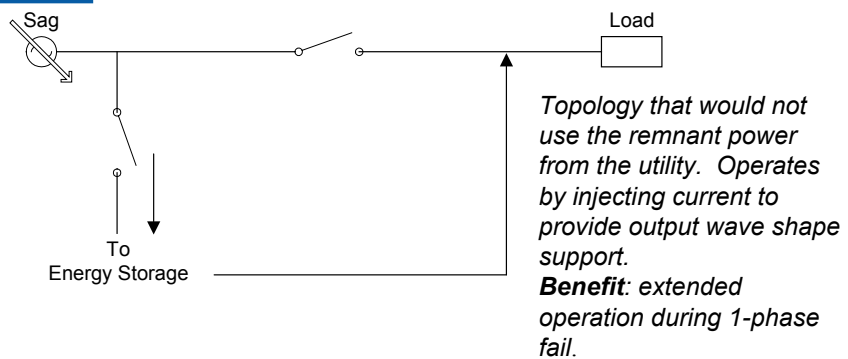 Sag
Load
Topology that would not
use the remnant power
from the utility. Operates
by injecting current to
provide output wave shape
support.
Benefit: extended
operation during 1-phase
fail.
To
Energy Storage